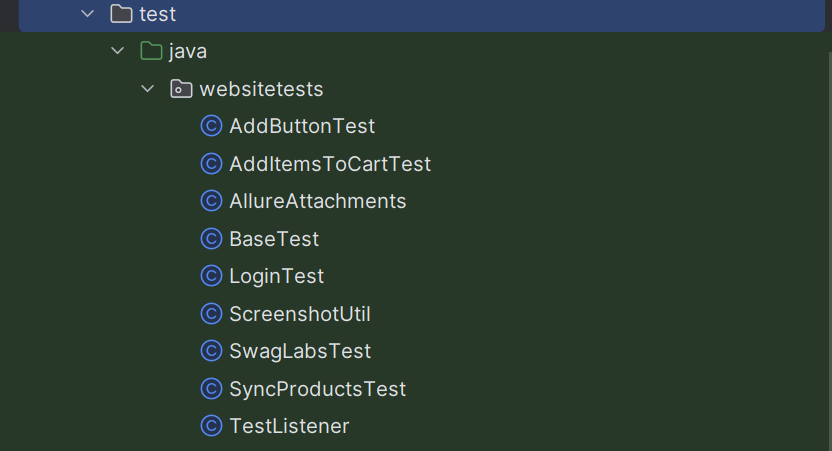 test
java
websitetests
AddButtonTest
AddItemsToCartTest
AllureAttachments
BaseTest
LoginTest
ScreenshotUtil
SwagLabsTest
SyncProductsTest
TestListener